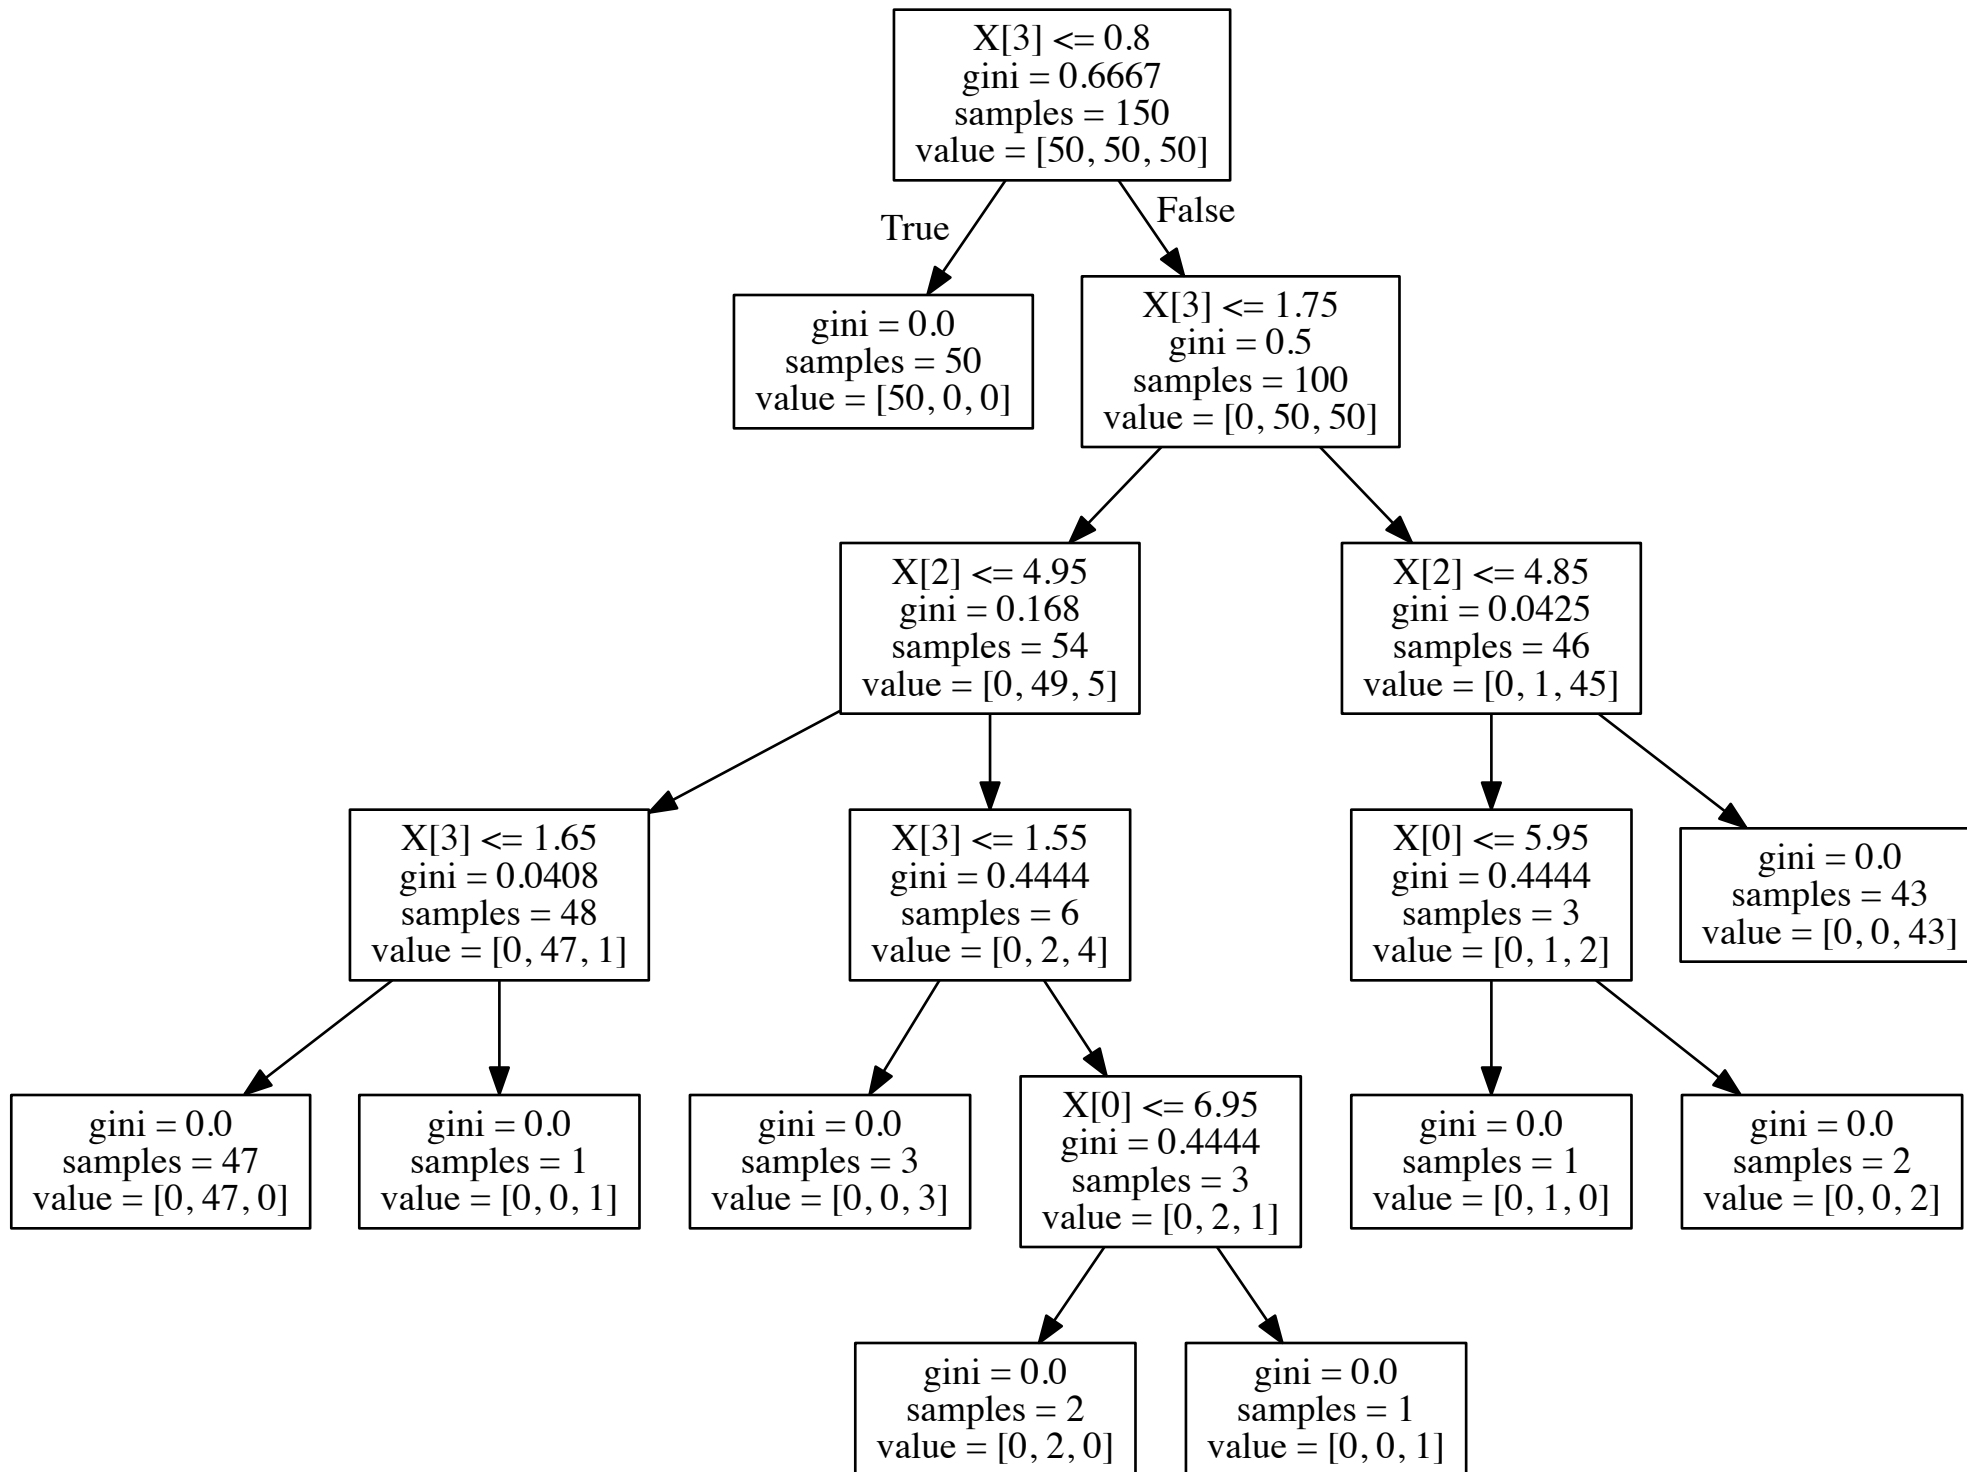 X[3] <= 0.8
gini = 0.6667
samples = 150
value = [50, 50, 50]
True
False
gini = 0.0
samples = 50
value = [50, 0, 0]
X[3] <= 1.75
gini = 0.5
samples = 100
value = [0, 50, 50]
X[2] <= 4.95
gini = 0.168
samples = 54
value = [0, 49, 5]
X[2] <= 4.85
gini = 0.0425
samples = 46
value = [0, 1, 45]
X[3] <= 1.65
gini = 0.0408
samples = 48
value = [0, 47, 1]
X[3] <= 1.55
gini = 0.4444
samples = 6
value = [0, 2, 4]
X[0] <= 5.95
gini = 0.4444
samples = 3
value = [0, 1, 2]
gini = 0.0
samples = 43
value = [0, 0, 43]
gini = 0.0
samples = 47
value = [0, 47, 0]
gini = 0.0
samples = 1
value = [0, 0, 1]
gini = 0.0
samples = 3
value = [0, 0, 3]
X[0] <= 6.95
gini = 0.4444
samples = 3
value = [0, 2, 1]
gini = 0.0
samples = 1
value = [0, 1, 0]
gini = 0.0
samples = 2
value = [0, 0, 2]
gini = 0.0
samples = 2
value = [0, 2, 0]
gini = 0.0
samples = 1
value = [0, 0, 1]